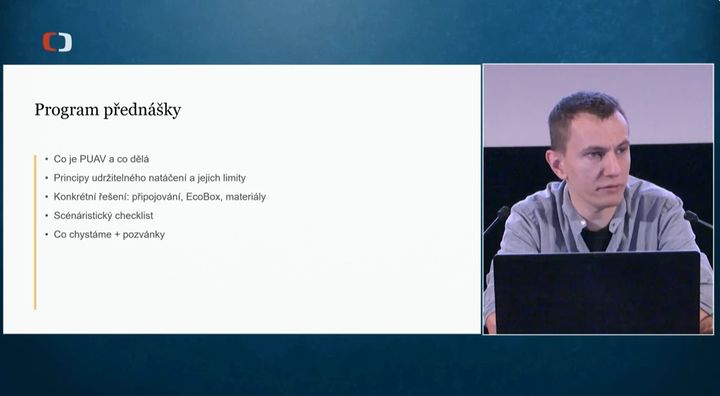 Program přednášky
• Co je PUAV a co dělá
• Principy udržitelného natáčení a jejich limity
• Konkrétní řešení: připojování, EcoBox, materiály
• Scénáristický checklist
• Co chystáme + pozvánky